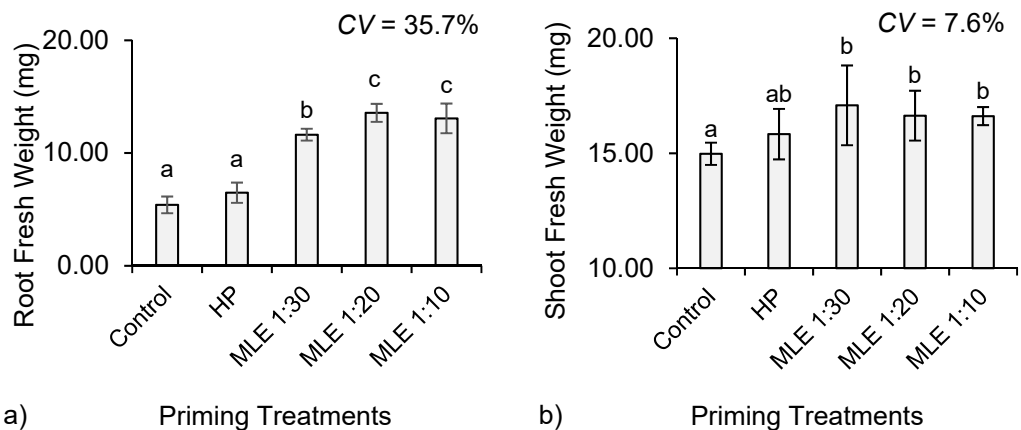 CV = 35.7%
Root Fresh Weight (mg)
20.00
10.00
0.00
a
a
b
c
c
Control
HP
MLE 1:30
MLE 1:20
MLE 1:10
a)
Priming Treatments
CV = 7.6%
Shoot Fresh Weight (mg)
20.00
15.00
10.00
a
ab
b
b
b
Control
HP
MLE 1:30
MLE 1:20
MLE 1:10
b)
Priming Treatments